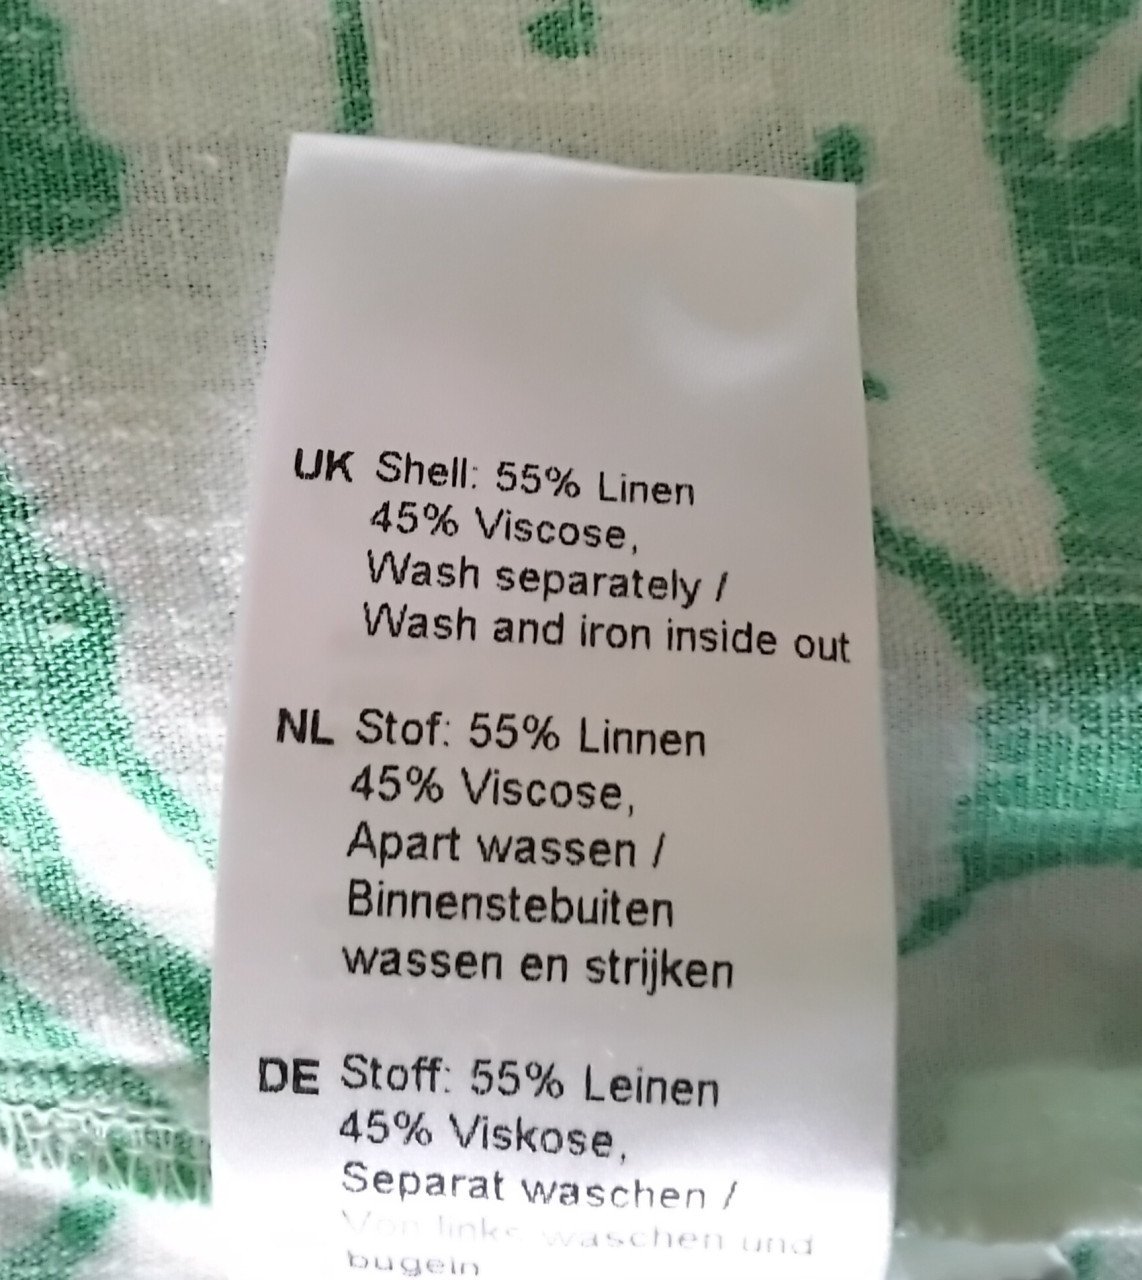 UK Shell: 55% Linen
45% Viscose,
Wash separately /
Wash and iron inside out
NL Stof: 55% Linnen
45% Viscose,
Apart wassen /
Binnenstebuiten
wassen en strijken
DE Stoff: 55% Leinen
45% Viskose,
Separat waschen /
Von links waschen und
bugeln